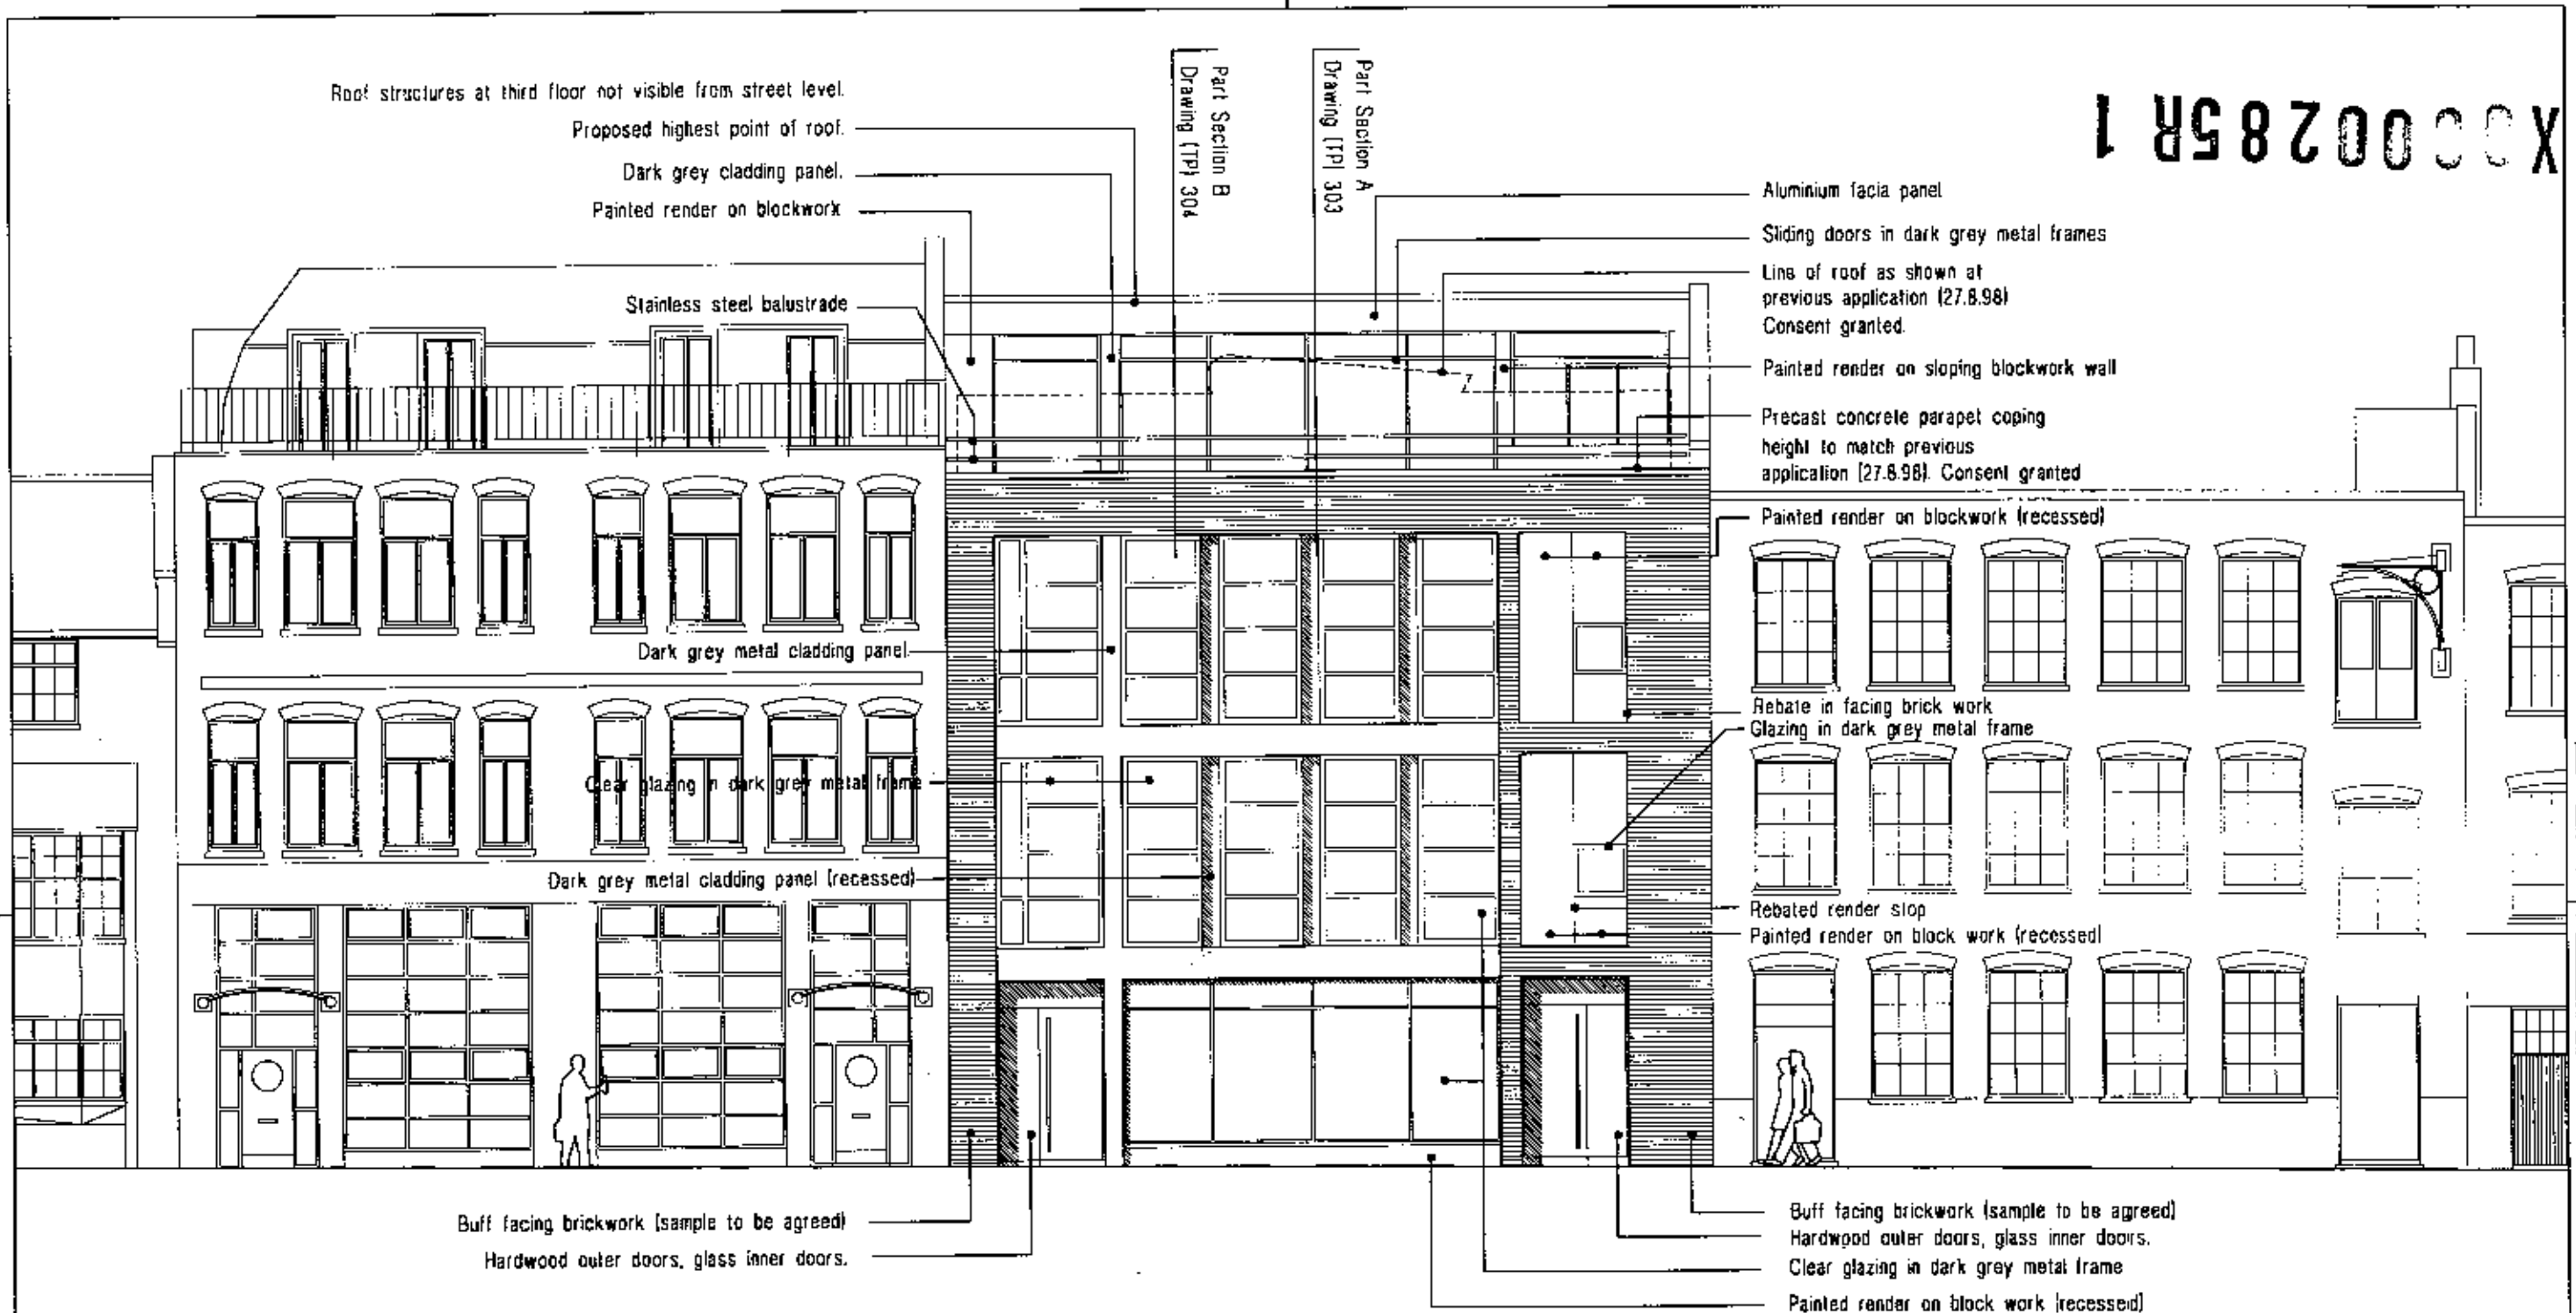 Roof structures at third floor not visible from street level.
Proposed highest point of roof.
Dark grey cladding panel.
Painted render on blockwork
Stainless steel balustrade
Part Section B
Drawing (TP) 304
Part Section A
Drawing (TP) 303
285R 1
Aluminium facia panel
Sliding doors in dark grey metal frames
Line of roof as shown at
previous application (27.8.98)
Consent granted.
Painted render on sloping blockwork wall
Precast concrete parapet coping
height to match previous
application (27.8.98). Consent granted
Painted render on blockwork (recessed)
Dark grey metal cladding panel.
Rebate in facing brick work
Glazing in dark grey metal frame
Clear glazing in dark grey metal frame
Dark grey metal cladding panel (recessed)
Rebated render stop
Painted render on block work (recessed)
Buff facing brickwork (sample to be agreed)
Hardwood outer doors, glass inner doors.
Buff facing brickwork (sample to be agreed)
Hardwood outer doors, glass inner doors.
Clear glazing in dark grey metal frame
Painted render on block work (recessed)